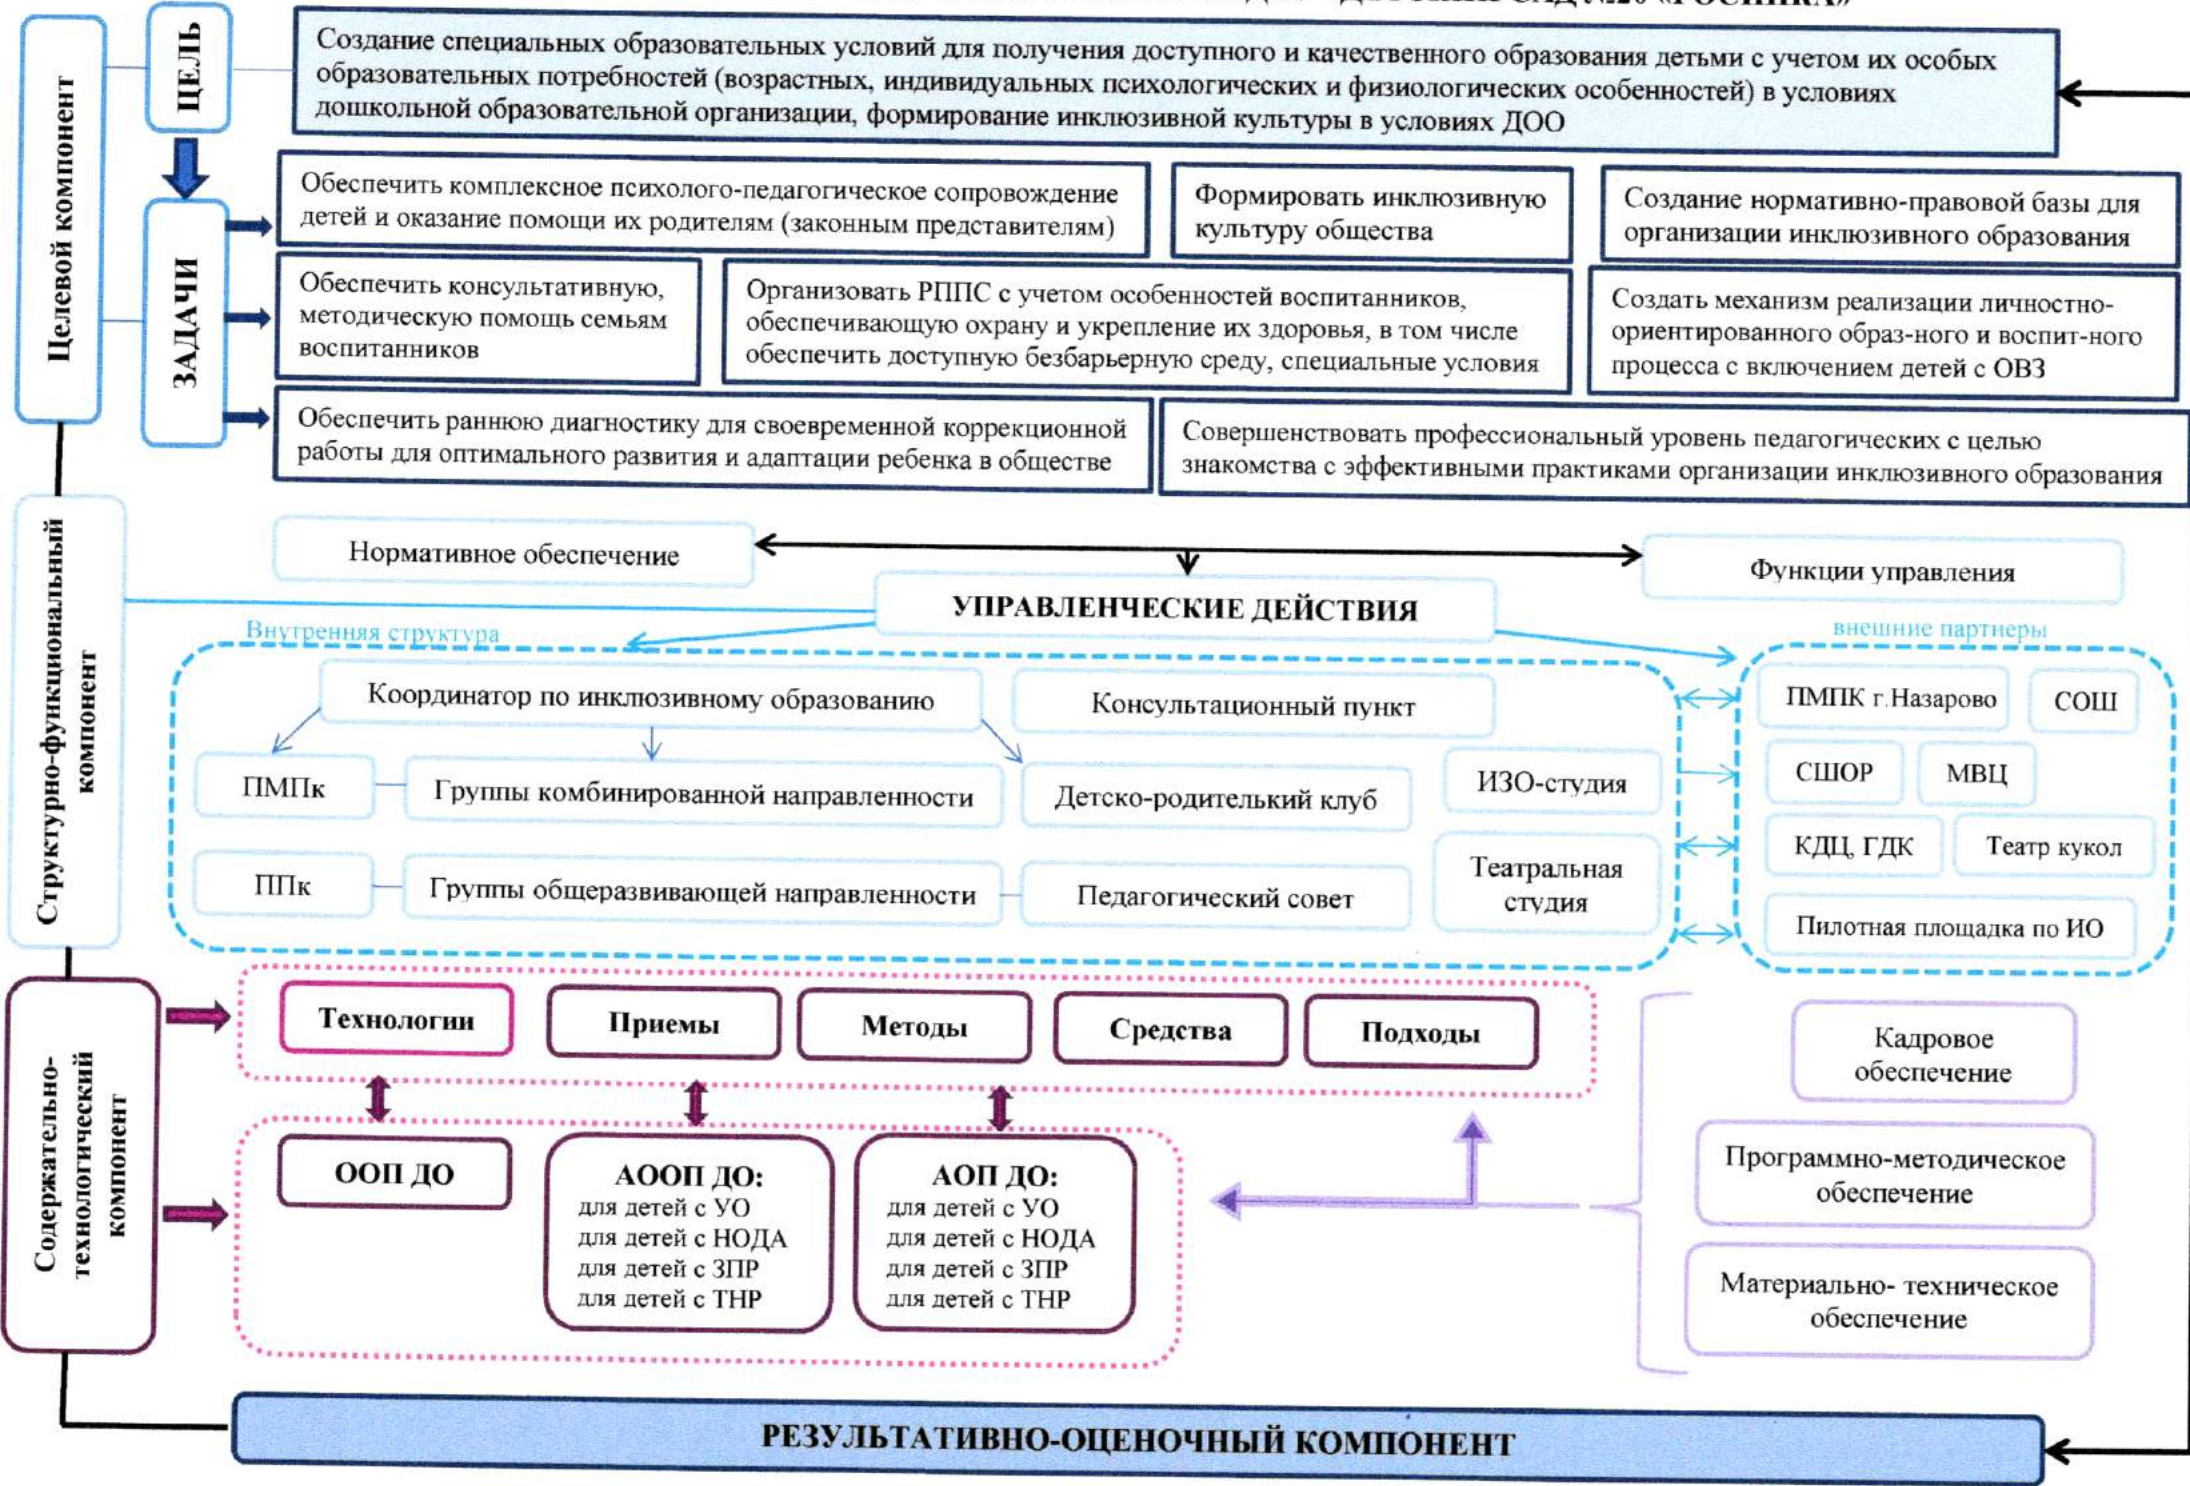 САД №20 «РОСИНКА»
Целевой компонент
ЦЕЛЬ
Создание специальных образовательных условий для получения доступного и качественного образования детьми с учетом их особых
образовательных потребностей (возрастных, индивидуальных психологических и физиологических особенностей) в условиях
дошкольной образовательной организации, формирование инклюзивной культуры в условиях ДОО
ЗАДАЧИ
Обеспечить комплексное психолого-педагогическое сопровождение
детей и оказание помощи их родителям (законным представителям)
Формировать инклюзивную
культуру общества
Создание нормативно-правовой базы для
организации инклюзивного образования
Обеспечить консультативную,
методическую помощь семьям
воспитанников
Организовать РППС с учетом особенностей воспитанников,
обеспечивающую охрану и укрепление их здоровья, в том числе
обеспечить доступную безбарьерную среду, специальные условия
Создать механизм реализации личностно-
ориентированного образ-ного и воспит-ного
процесса с включением детей с ОВЗ
Обеспечить раннюю диагностику для своевременной коррекционной
работы для оптимального развития и адаптации ребенка в обществе
Совершенствовать профессиональный уровень педагогических с целью
знакомства с эффективными практиками организации инклюзивного образования
Структурно-функциональный
компонент
Нормативное обеспечение
Функции управления
УПРАВЛЕНЧЕСКИЕ ДЕЙСТВИЯ
Внутренняя структура
внешние партнеры
Координатор по инклюзивному образованию
Консультационный пункт
ПМПК г.Назарово
СОШ
ПМПк
Группы комбинированной направленности
Детско-родителький клуб
ИЗО-студия
СШОР
МВЦ
ППк
Группы общеразвивающей направленности
Педагогический совет
Театральная
студия
КДЦ, ГДК
Театр кукол
Пилотная площадка по ИО
Содержательно-
технологический
компонент
Технологии
Приемы
Методы
Средства
Подходы
ООП ДО
АООП ДО:
для детей с УО
для детей с НОДА
для детей с ЗПР
для детей с ТНР
АОП ДО:
для детей с УО
для детей с НОДА
для детей с ЗПР
для детей с ТНР
Кадровое
обеспечение
Программно-методическое
обеспечение
Материально- техническое
обеспечение
РЕЗУЛЬТАТИВНО-ОЦЕНОЧНЫЙ КОМПОНЕНТ